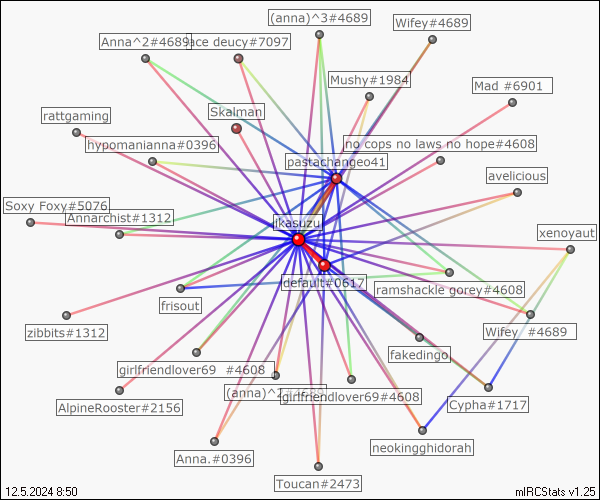 (anna)^3#4689
Wifey#4689
Anna^2#4689
ace deucy#7097
Mushy#1984
Mad #6901
Skalman
rattgaming
hypomanianna#0396
no cops no laws no hope#4608
pastachangeo41
avelicious
Soxy Foxy#5076
Annarchist#1312
ikasuzu
xenoyaut
default#0617
ramshackle gorey#4608
frisout
zibbits#1312
Wifey #4689
fakedingo
girlfriendlover69 #4608
(anna)^2#4689
girlfriendlover69#4608
AlpineRooster#2156
Cypha#1717
neokingghidorah
Anna.#0396
Toucan#2473
12.5.2024 8:50
mIRCStats v1.25